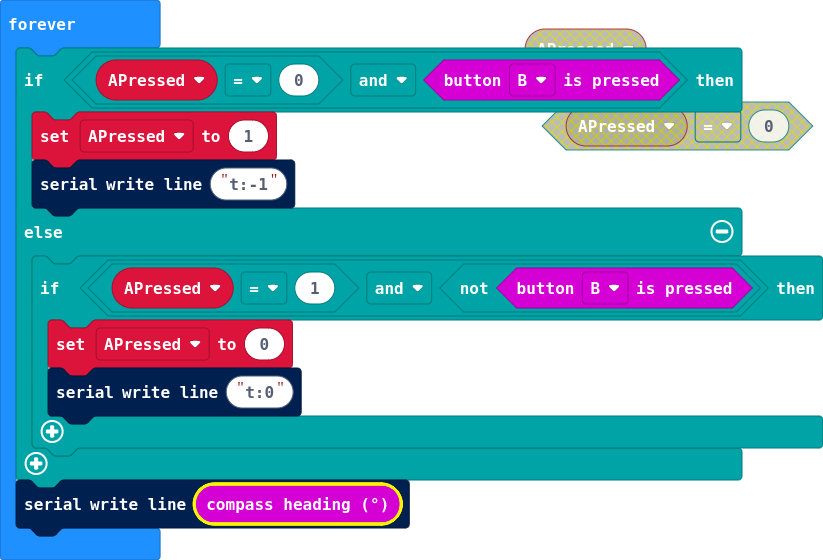 forever
APressed
if APressed = 0 and button B is pressed then
set APressed to 1
APressed = 0
serial write line "t:-1"
else
if APressed = 1 and not button B is pressed then
set APressed to 0
serial write line "t:0"
serial write line compass heading (°)